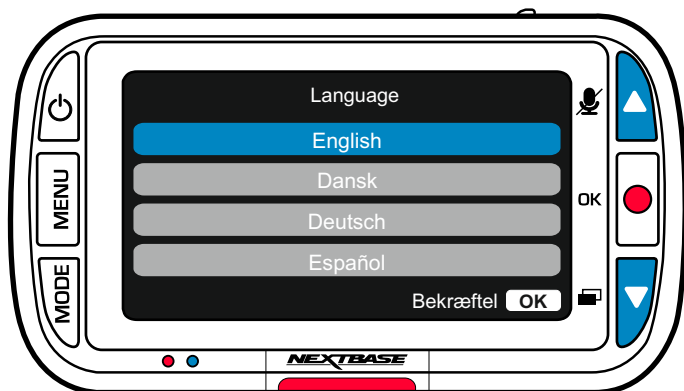 Language
English
Dansk
Deutsch
Español
Bekræftel OK
MENU
MODE
OK
NEXTBASE